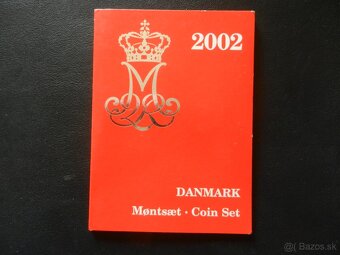 2002
DANMARK
Møntsæt · Coin Set
© Bazos.sk